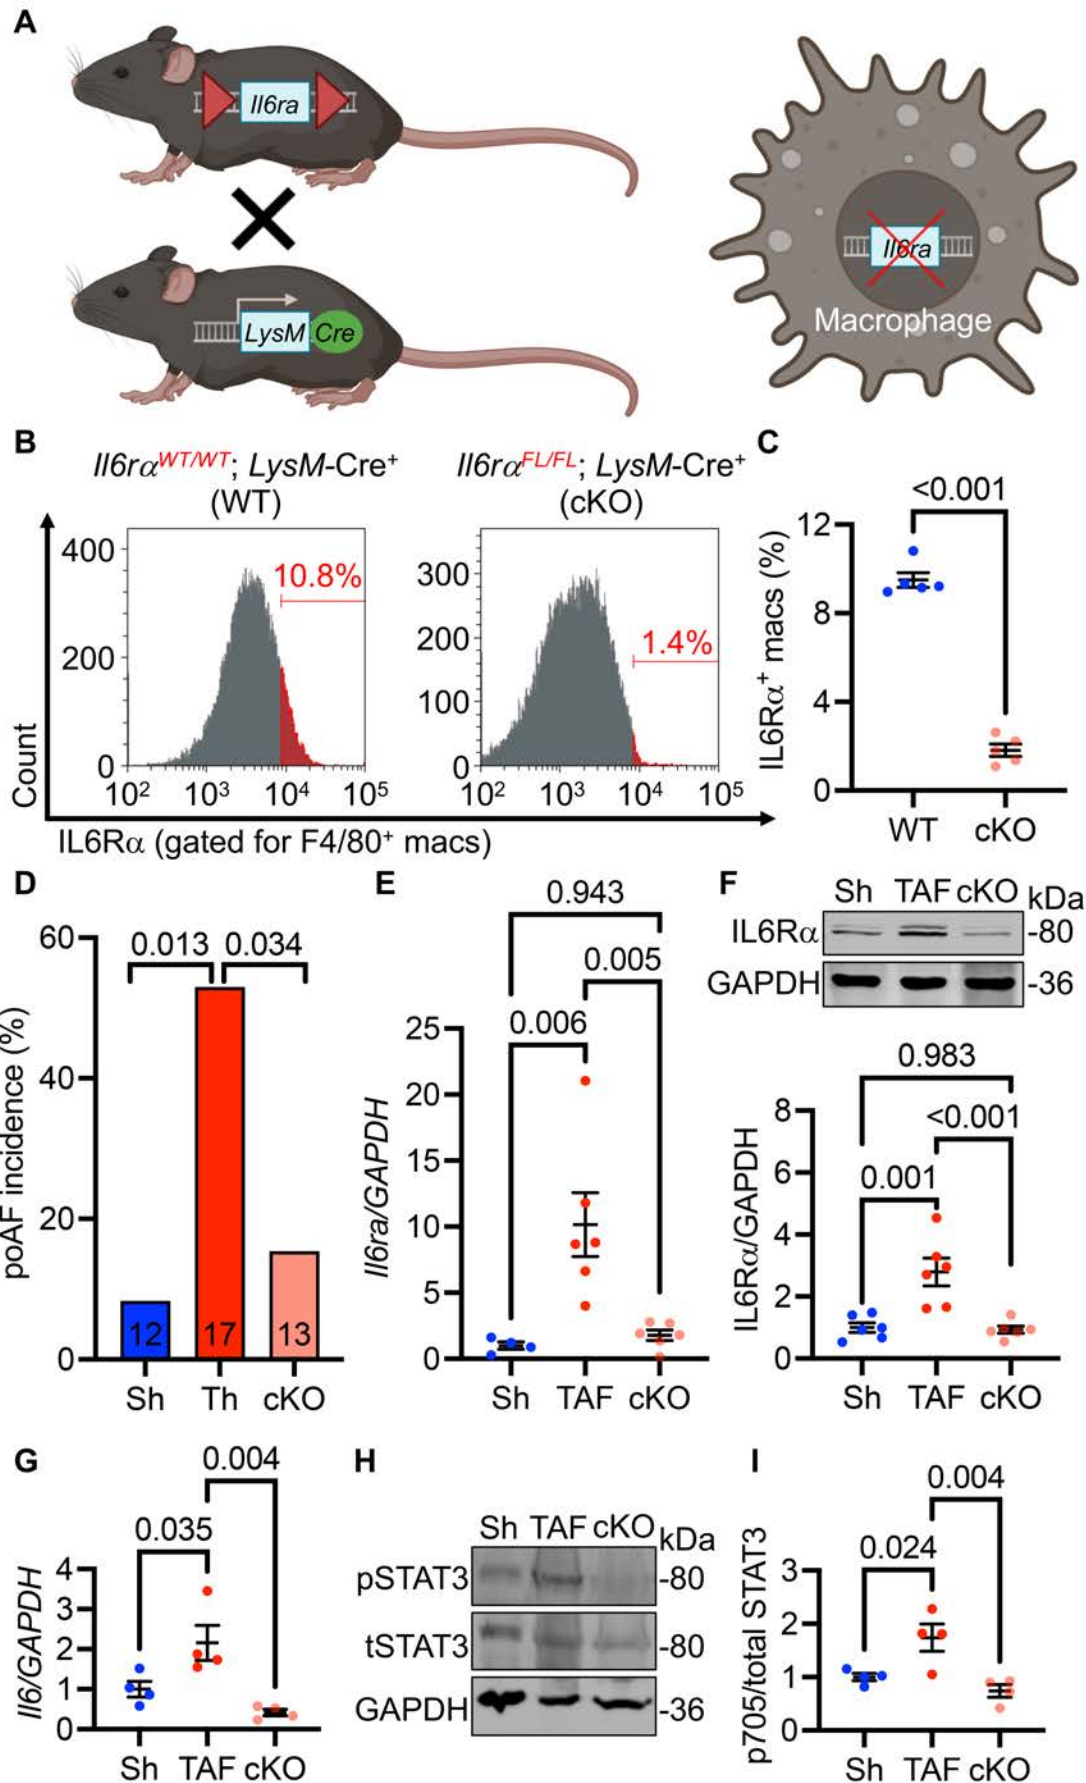 A
Il6ra
LysM Cre
Il6ra
Macrophage
B
Il6rα^WT/WT; LysM-Cre⁺
(WT)
Il6rα^FL/FL; LysM-Cre⁺
(cKO)
Count
400
200
0
10.8%
10² 10³ 10⁴ 10⁵
300
200
100
0
1.4%
10² 10³ 10⁴ 10⁵
IL6Rα (gated for F4/80⁺ macs)
C
<0.001
IL6Rα⁺ macs (%)
12
8
4
0
WT cKO
D
poAF incidence (%)
60
40
20
0
0.013 0.034
12 17 13
Sh Th cKO
E
0.943
0.005
0.006
Il6ra/GAPDH
25
20
15
10
5
0
Sh TAF cKO
F
Sh TAF cKO kDa
IL6Rα -80
GAPDH -36
0.983
<0.001
0.001
IL6Rα/GAPDH
8
6
4
2
0
Sh TAF cKO
G
0.004
0.035
Il6/GAPDH
4
3
2
1
0
Sh TAF cKO
H
Sh TAF cKO kDa
pSTAT3 -80
tSTAT3 -80
GAPDH -36
I
0.004
0.024
p705/total STAT3
3
2
1
0
Sh TAF cKO